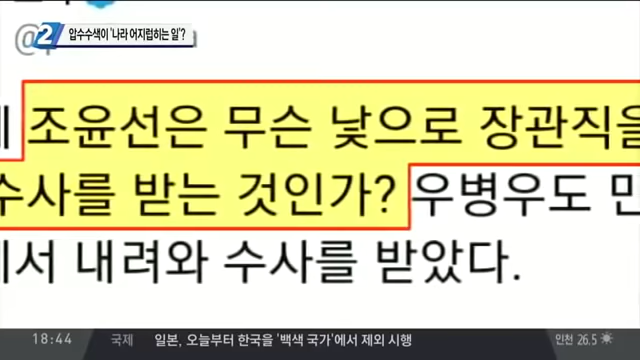 2 압수수색이 '나라 어지럽히는 일'?
조윤선은 무슨 낯으로 장관직을
수사를 받는 것인가? 우병우도
내려와 수사를 받았다.
18:44 국제 일본, 오늘부터 한국을 '백색 국가'에서 제외 시행 인천 26.5